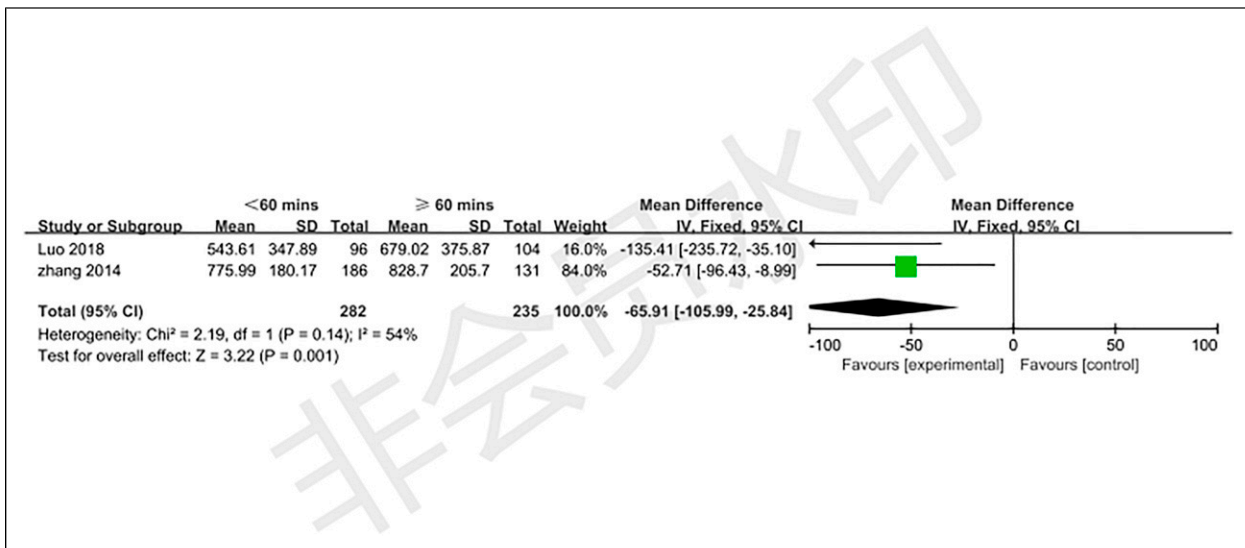 <60 mins ≥ 60 mins Mean Difference Mean Difference
Study or Subgroup Mean SD Total Mean SD Total Weight IV, Fixed, 95% CI IV, Fixed, 95% CI
Luo 2018 543.61 347.89 96 679.02 375.87 104 16.0% -135.41 [-235.72, -35.10]
zhang 2014 775.99 180.17 186 828.7 205.7 131 84.0% -52.71 [-96.43, -8.99]
Total (95% CI) 282 235 100.0% -65.91 [-105.99, -25.84]
Heterogeneity: Chi² = 2.19, df = 1 (P = 0.14); I² = 54%
Test for overall effect: Z = 3.22 (P = 0.001)
-100 -50 0 50 100
Favours [experimental] Favours [control]
非会员水印